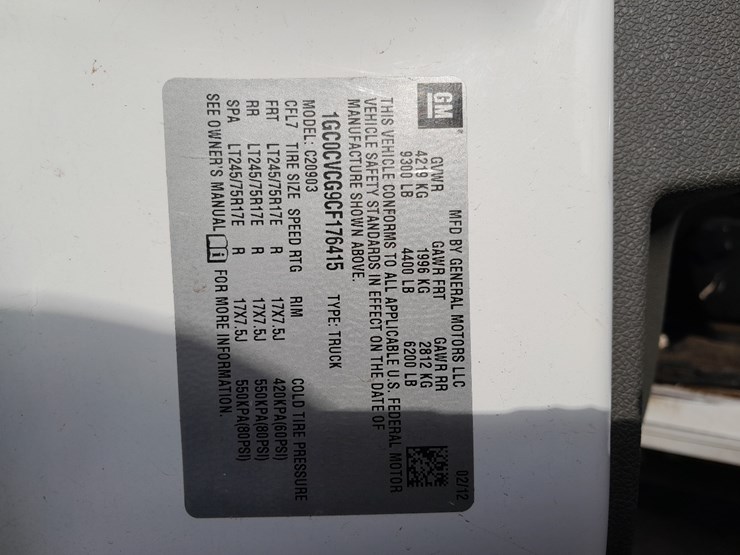 GM
MFD BY GENERAL MOTORS LLC 02/12
GVWR GAWR FRT GAWR RR
4219 KG 1996 KG 2812 KG
9300 LB 4400 LB 6200 LB
THIS VEHICLE CONFORMS TO ALL APPLICABLE U.S. FEDERAL MOTOR
VEHICLE SAFETY STANDARDS IN EFFECT ON THE DATE OF
MANUFACTURE SHOWN ABOVE.
1GC0CVCG9CF176415 TYPE: TRUCK
MODEL: C20903
CFL7 TIRE SIZE SPEED RTG RIM COLD TIRE PRESSURE
FRT LT245/75R17E R 17X7.5J 420KPA(60PSI)
RR LT245/75R17E R 17X7.5J 550KPA(80PSI)
SPA LT245/75R17E R 17X7.5J 550KPA(80PSI)
SEE OWNER'S MANUAL FOR MORE INFORMATION.